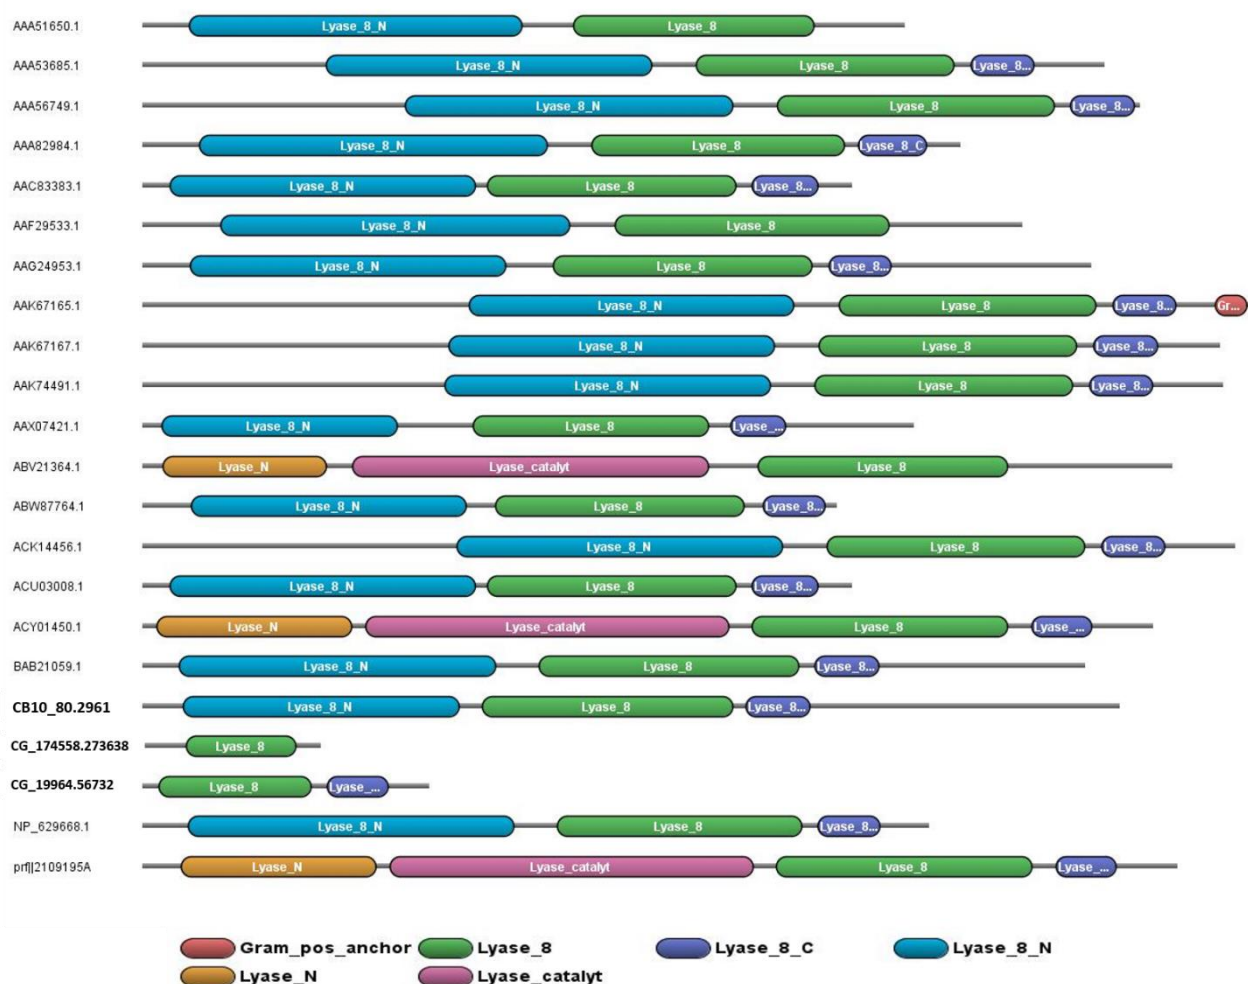 AAA51650.1 Lyase_8_N Lyase_8
AAA53685.1 Lyase_8_N Lyase_8 Lyase_8...
AAA56749.1 Lyase_8_N Lyase_8 Lyase_8...
AAA82984.1 Lyase_8_N Lyase_8 Lyase_8_C
AAC83383.1 Lyase_8_N Lyase_8 Lyase_8...
AAF29533.1 Lyase_8_N Lyase_8
AAG24953.1 Lyase_8_N Lyase_8 Lyase_8...
AAK67165.1 Lyase_8_N Lyase_8 Lyase_8... Gr...
AAK67167.1 Lyase_8_N Lyase_8 Lyase_8...
AAK74491.1 Lyase_8_N Lyase_8 Lyase_8...
AAX07421.1 Lyase_8_N Lyase_8 Lyase_...
ABV21364.1 Lyase_N Lyase_catalyt Lyase_8
ABW87764.1 Lyase_8_N Lyase_8 Lyase_8...
ACK14456.1 Lyase_8_N Lyase_8 Lyase_8...
ACU03008.1 Lyase_8_N Lyase_8 Lyase_8...
ACY01450.1 Lyase_N Lyase_catalyt Lyase_8 Lyase_...
BAB21059.1 Lyase_8_N Lyase_8 Lyase_8...
CB10_80.2961 Lyase_8_N Lyase_8 Lyase_8...
CG_174558.273638 Lyase_8
CG_19964.56732 Lyase_8 Lyase_...
NP_629668.1 Lyase_8_N Lyase_8 Lyase_8...
prf||2109195A Lyase_N Lyase_catalyt Lyase_8 Lyase_...
Gram_pos_anchor Lyase_8 Lyase_8_C Lyase_8_N
Lyase_N Lyase_catalyt